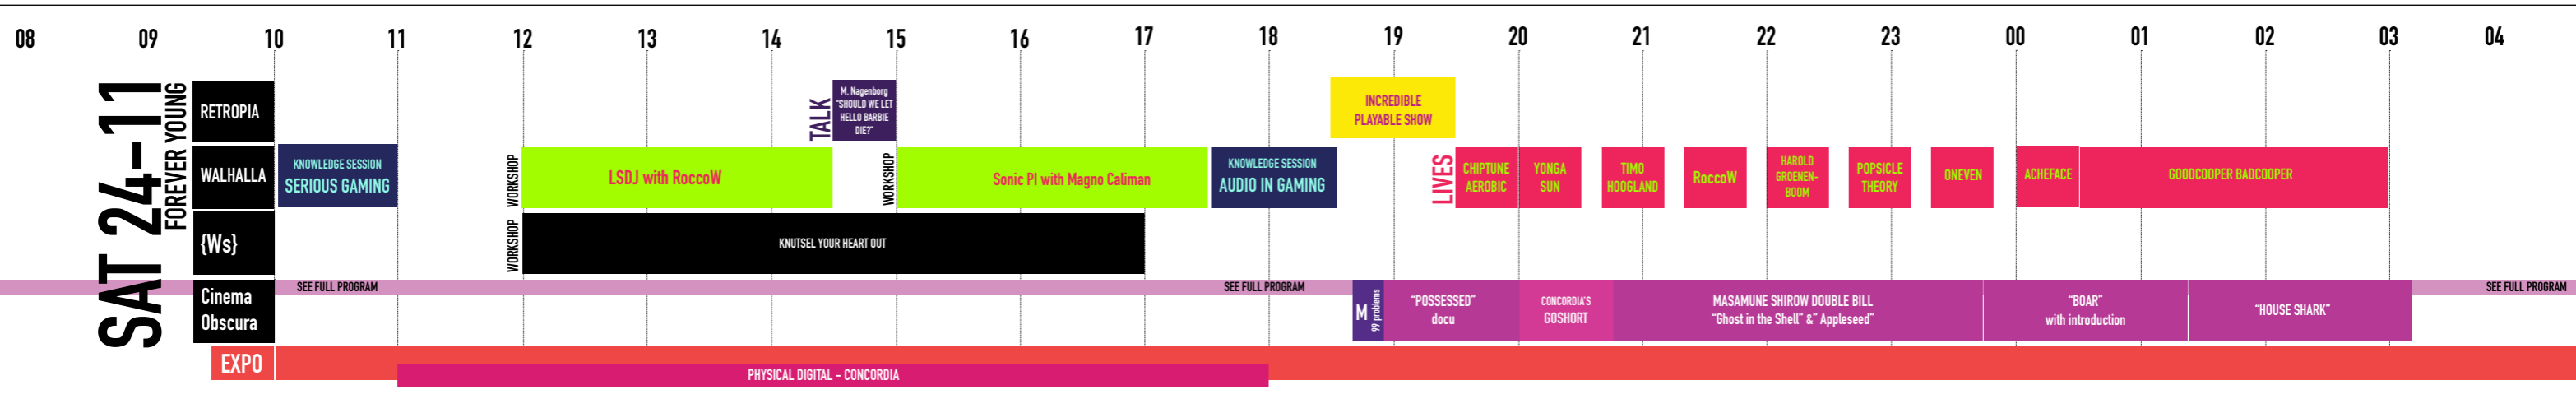 08 09 10 11 12 13 14 15 16 17 18 19 20 21 22 23 00 01 02 03 04
SAT 24-11
FOREVER YOUNG
RETROPIA
TALK
M. Nagenborg
"SHOULD WE LET
HELLO BARBIE
DIE?"
INCREDIBLE
PLAYABLE SHOW
WALHALLA
KNOWLEDGE SESSION
SERIOUS GAMING
WORKSHOP
LSDJ with RoccoW
WORKSHOP
Sonic PI with Magno Caliman
KNOWLEDGE SESSION
AUDIO IN GAMING
LIVES
CHIPTUNE
AEROBIC
YONGA
SUN
TIMO
HOOGLAND
RoccoW
HAROLD
GROENEN-
BOOM
POPSICLE
THEORY
ONEVEN
ACHEFACE
GOODCOOPER BADCOOPER
{Ws}
WORKSHOP
KNUTSEL YOUR HEART OUT
Cinema
Obscura
SEE FULL PROGRAM
SEE FULL PROGRAM
M
99 problems
"POSSESSED"
docu
CONCORDIA'S
GOSHORT
MASAMUNE SHIROW DOUBLE BILL
"Ghost in the Shell" &" Appleseed"
"BOAR"
with introduction
"HOUSE SHARK"
SEE FULL PROGRAM
EXPO
PHYSICAL DIGITAL - CONCORDIA